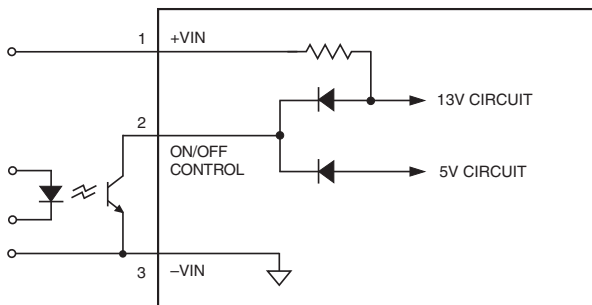 1
+VIN
13V CIRCUIT
2
ON/OFF
CONTROL
5V CIRCUIT
3
–VIN